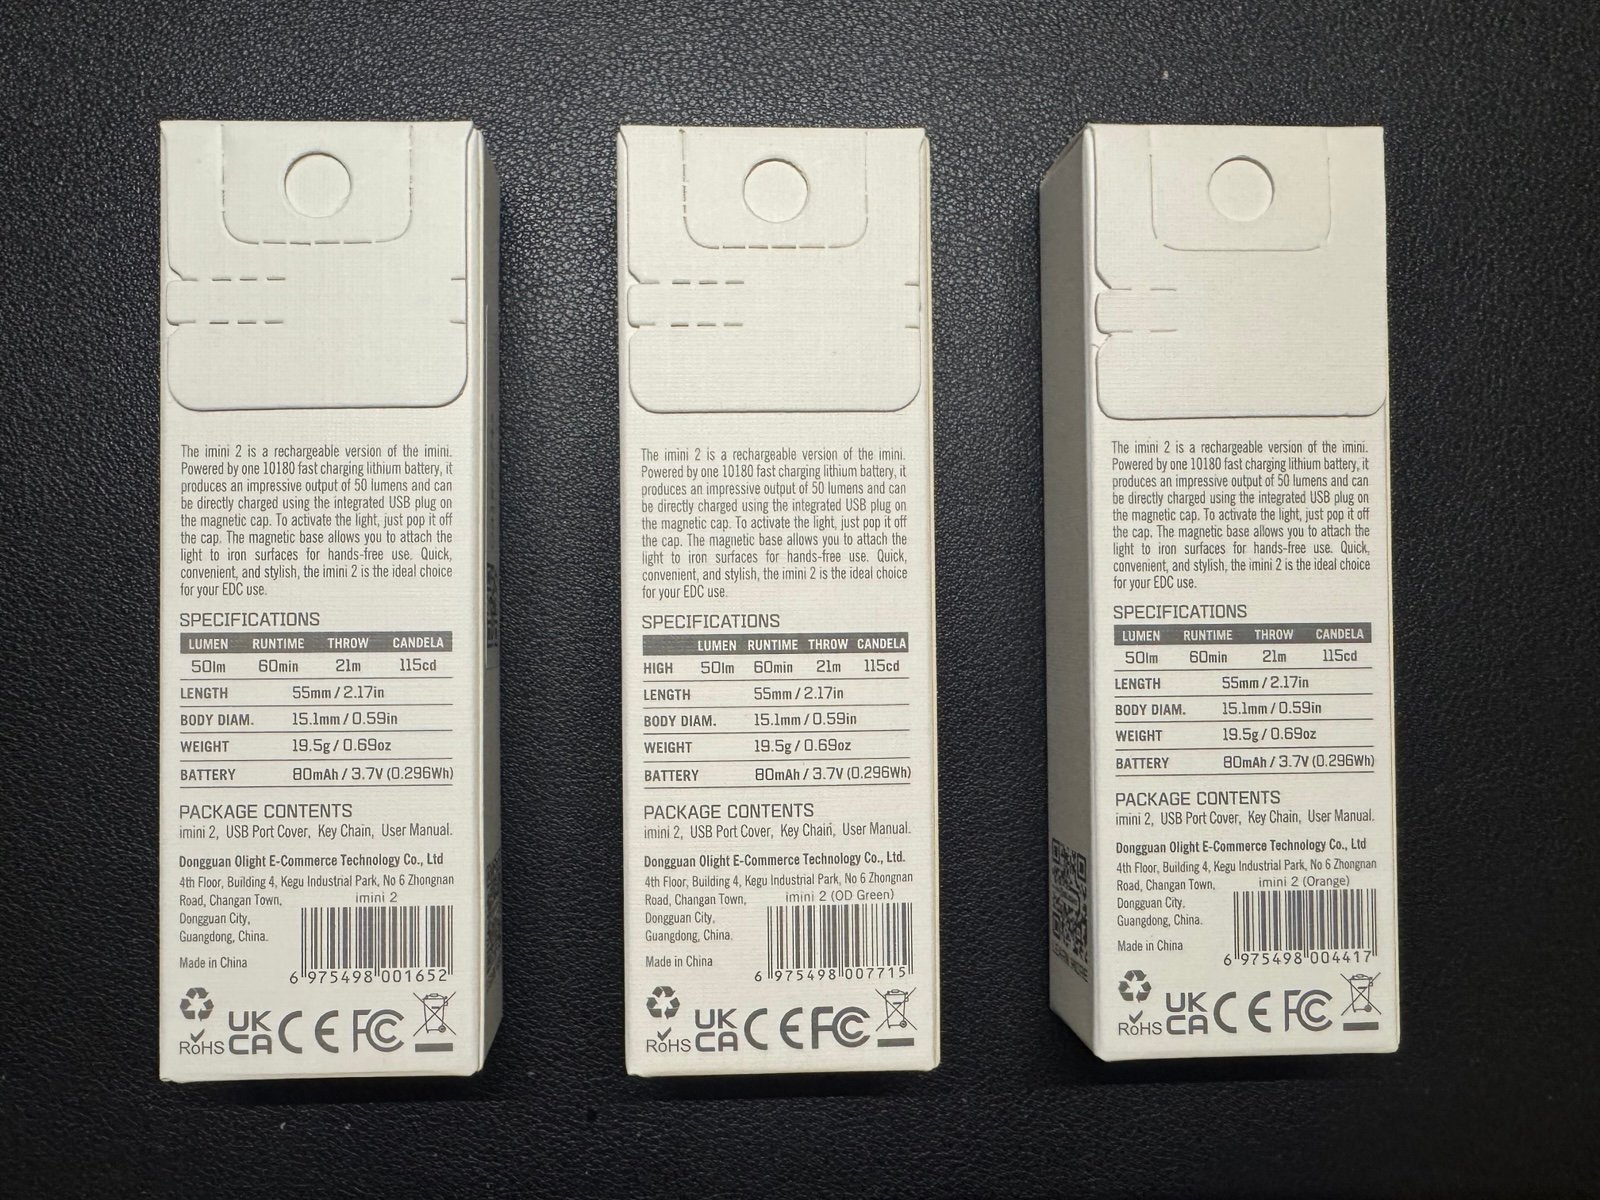 The imini 2 is a rechargeable version of the imini.
Powered by one 10180 fast charging lithium battery, it
produces an impressive output of 50 lumens and can
be directly charged using the integrated USB plug on
the magnetic cap. To activate the light, just pop it off
the cap. The magnetic base allows you to attach the
light to iron surfaces for hands-free use. Quick,
convenient, and stylish, the imini 2 is the ideal choice
for your EDC use.
SPECIFICATIONS
LUMEN RUNTIME THROW CANDELA
50lm 60min 21m 115cd
LENGTH 55mm / 2.17in
BODY DIAM. 15.1mm / 0.59in
WEIGHT 19.5g / 0.69oz
BATTERY 80mAh / 3.7V (0.296Wh)
PACKAGE CONTENTS
imini 2, USB Port Cover, Key Chain, User Manual.
Dongguan Olight E-Commerce Technology Co., Ltd
4th Floor, Building 4, Kegu Industrial Park, No 6 Zhongnan
Road, Changan Town, imini 2
Dongguan City,
Guangdong, China.
Made in China
6 975498 001652
RoHS UK CA CE FC
The imini 2 is a rechargeable version of the imini.
Powered by one 10180 fast charging lithium battery, it
produces an impressive output of 50 lumens and can
be directly charged using the integrated USB plug on
the magnetic cap. To activate the light, just pop it off
the cap. The magnetic base allows you to attach the
light to iron surfaces for hands-free use. Quick,
convenient, and stylish, the imini 2 is the ideal choice
for your EDC use.
SPECIFICATIONS
LUMEN RUNTIME THROW CANDELA
HIGH 50lm 60min 21m 115cd
LENGTH 55mm / 2.17in
BODY DIAM. 15.1mm / 0.59in
WEIGHT 19.5g / 0.69oz
BATTERY 80mAh / 3.7V (0.296Wh)
PACKAGE CONTENTS
imini 2, USB Port Cover, Key Chain, User Manual.
Dongguan Olight E-Commerce Technology Co., Ltd.
4th Floor, Building 4, Kegu Industrial Park, No 6 Zhongnan
Road, Changan Town, imini 2 (OD Green)
Dongguan City,
Guangdong, China.
Made in China
6 975498 007715
RoHS UK CA CE FC
The imini 2 is a rechargeable version of the imini.
Powered by one 10180 fast charging lithium battery, it
produces an impressive output of 50 lumens and can
be directly charged using the integrated USB plug on
the magnetic cap. To activate the light, just pop it off
the cap. The magnetic base allows you to attach the
light to iron surfaces for hands-free use. Quick,
convenient, and stylish, the imini 2 is the ideal choice
for your EDC use.
SPECIFICATIONS
LUMEN RUNTIME THROW CANDELA
50lm 60min 21m 115cd
LENGTH 55mm / 2.17in
BODY DIAM. 15.1mm / 0.59in
WEIGHT 19.5g / 0.69oz
BATTERY 80mAh / 3.7V (0.296Wh)
PACKAGE CONTENTS
imini 2, USB Port Cover, Key Chain, User Manual.
Dongguan Olight E-Commerce Technology Co., Ltd
4th Floor, Building 4, Kegu Industrial Park, No 6 Zhongnan
Road, Changan Town, imini 2 (Orange)
Dongguan City,
Guangdong, China.
Made in China
6 975498 004417
RoHS UK CA CE FC
LEARN MORE